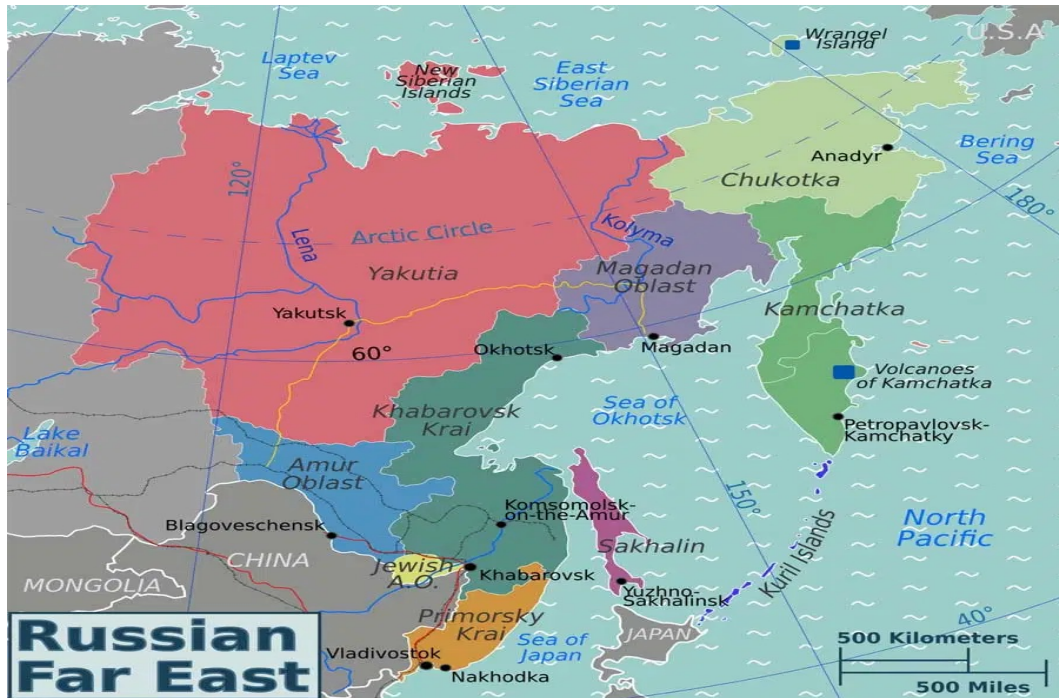 U.S.A
Wrangel
Island
Laptev
Sea
New
Siberian
Islands
East
Siberian
Sea
Bering
Sea
Anadyr
Chukotka
120°
180°
Arctic Circle
Lena
Kolyma
Yakutia
Magadan
Oblast
Kamchatka
Yakutsk
60°
Okhotsk
Magadan
Volcanoes
of Kamchatka
Khabarovsk
Krai
Sea of
Okhotsk
Petropavlovsk-
Kamchatky
Lake
Baikal
Amur
Oblast
150°
Komsomolsk-
on-the-Amur
Blagoveschensk
Sakhalin
Kuril Islands
North
Pacific
CHINA
MONGOLIA
Jewish
A.O.
Khabarovsk
Yuzhno-
Sakhalinsk
Primorsky
Krai
JAPAN
40°
Sea of
Japan
Vladivostok
Nakhodka
Russian
Far East
500 Kilometers
500 Miles